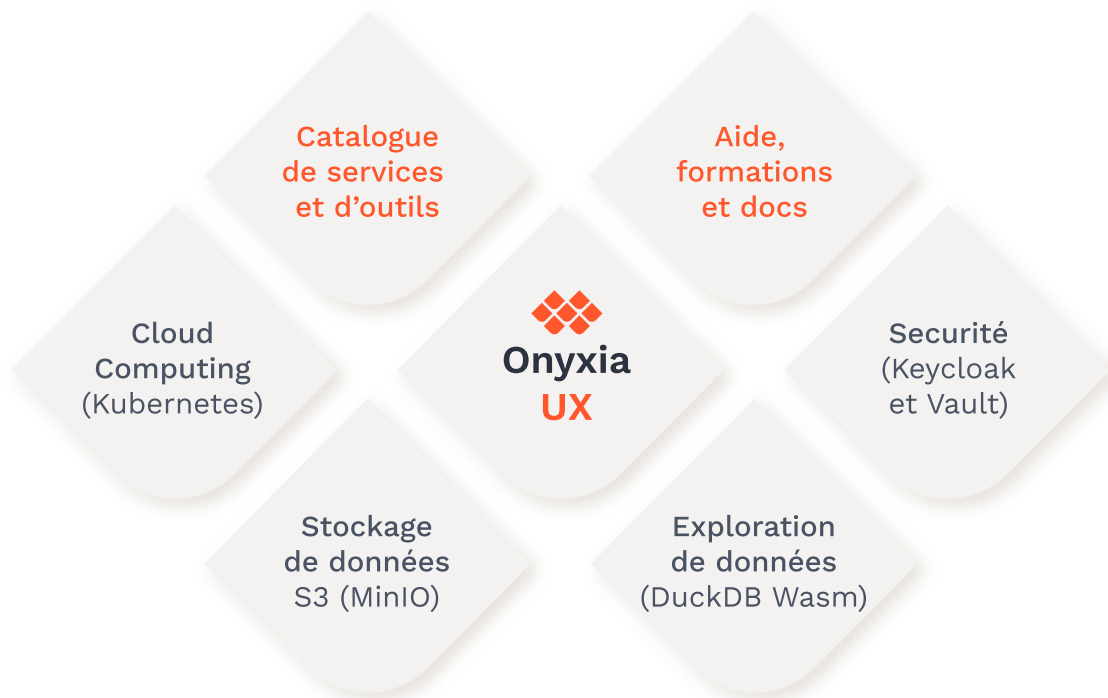 Catalogue
de services
et d’outils
Aide,
formations
et docs
Cloud
Computing
(Kubernetes)
Onyxia
UX
Securité
(Keycloak
et Vault)
Stockage
de données
S3 (MinIO)
Exploration
de données
(DuckDB Wasm)